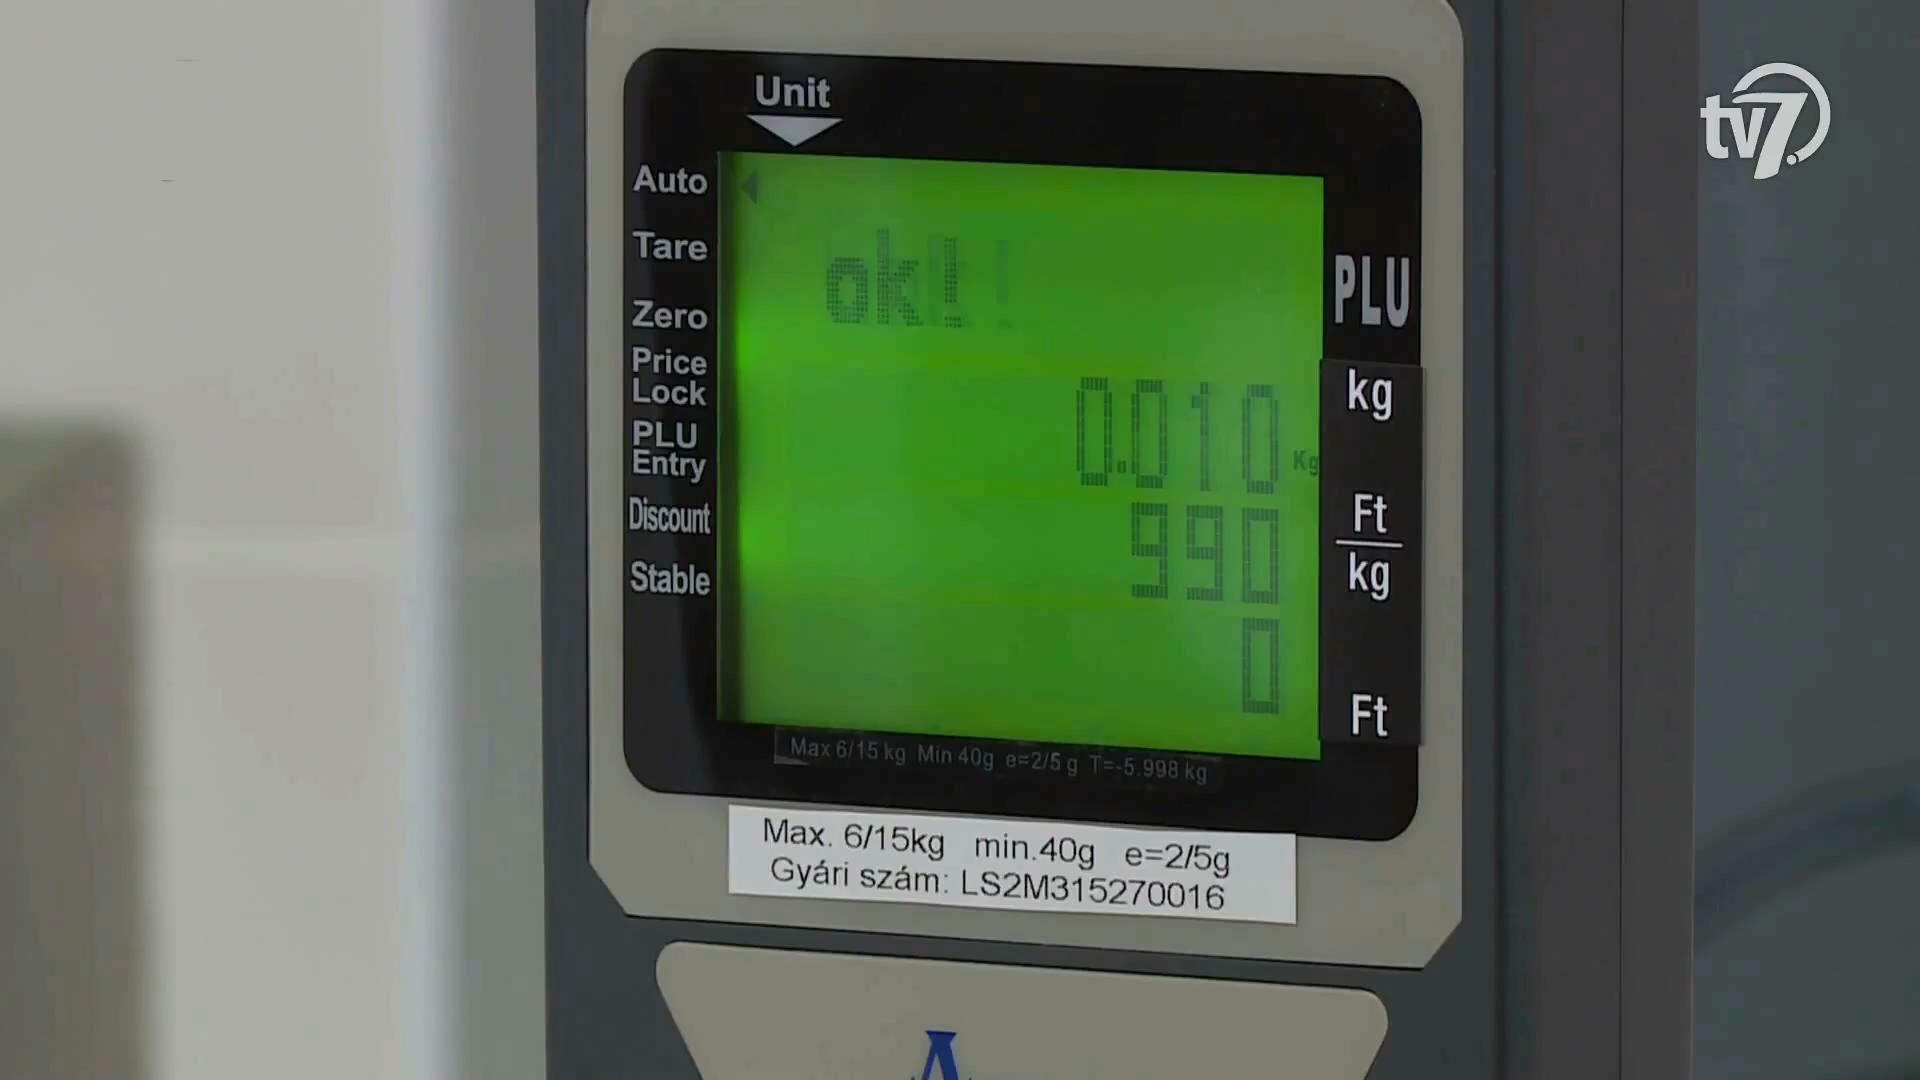 tv7
Unit
Auto
Tare
Zero
Price
Lock
PLU
Entry
Discount
Stable
PLU
kg
Ft
kg
Ft
0.010 Kg
990
0
Max 6/15 kg Min 40g e=2/5 g T=-5.998 kg
Max. 6/15kg min.40g e=2/5g
Gyári szám: LS2M315270016